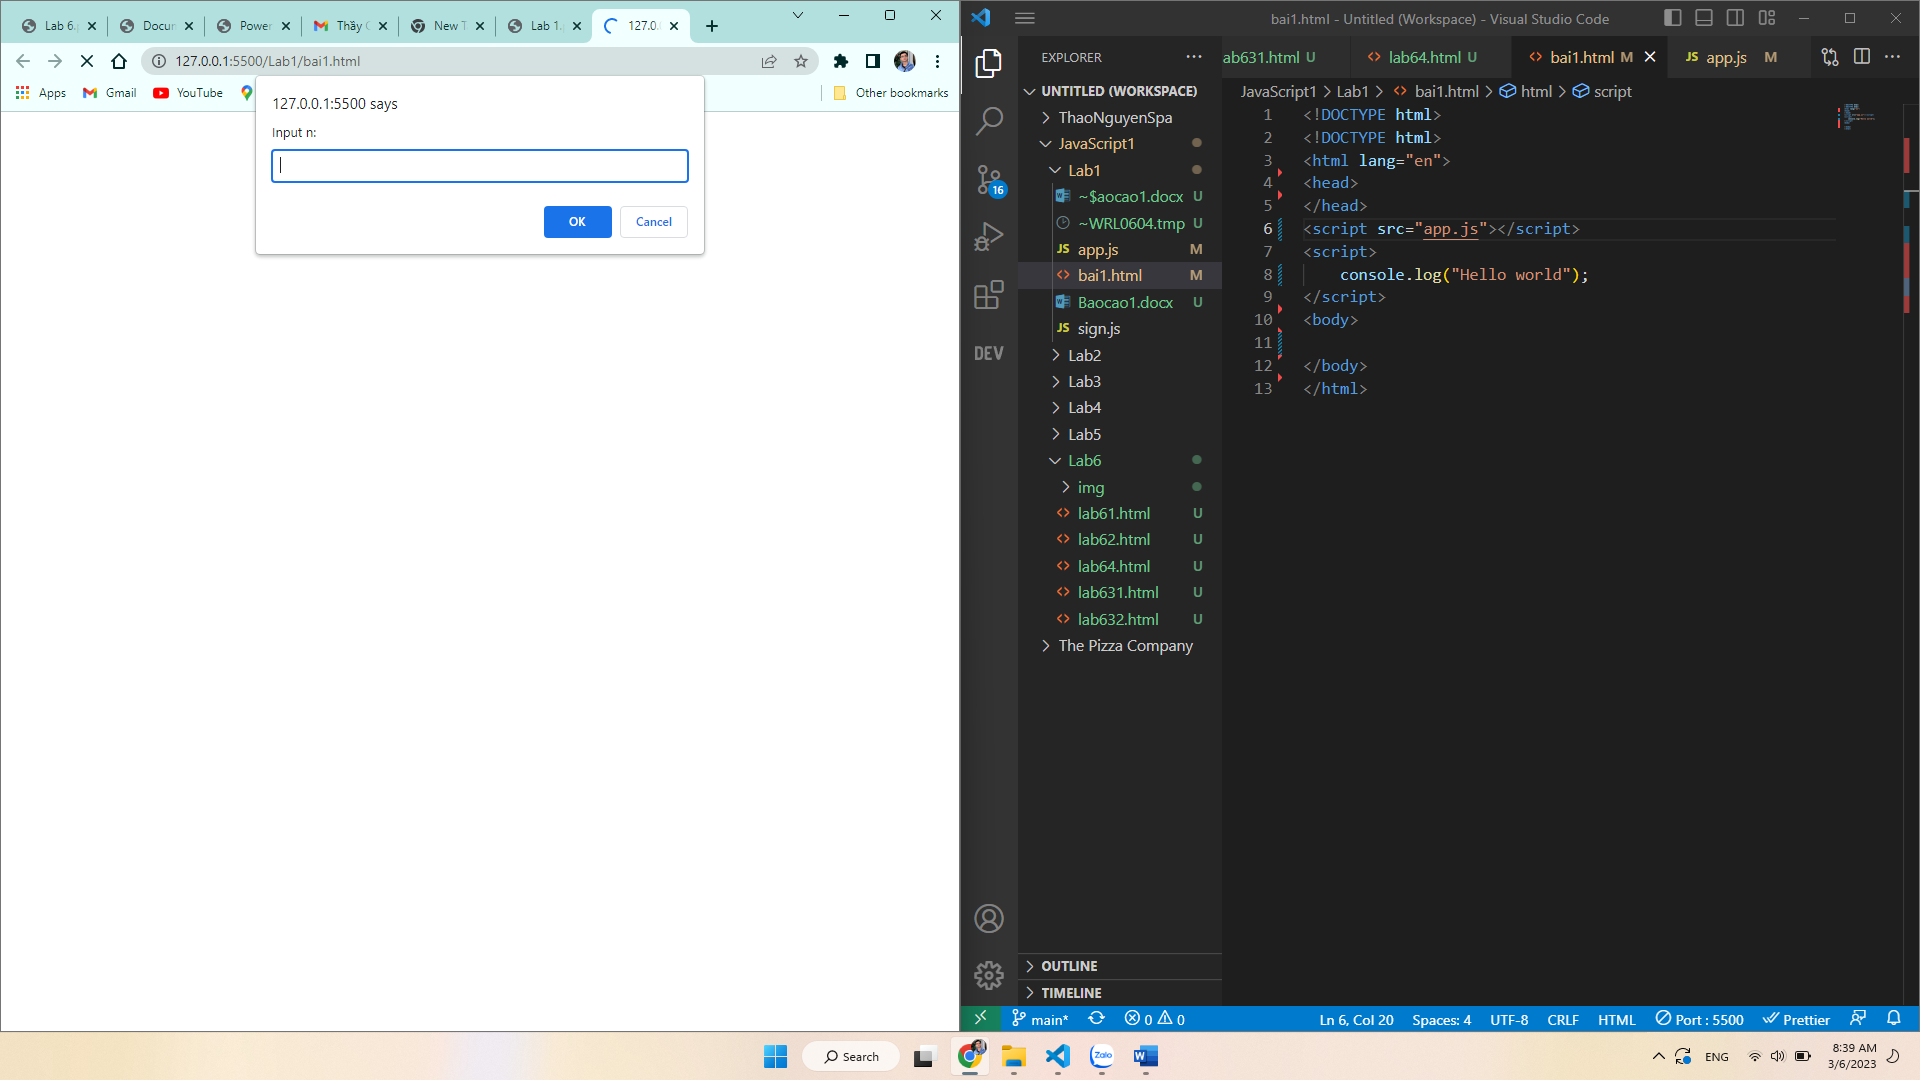 Lab 6.
Docun
Power
Thầy
New T
Lab 1.
127.0.
127.0.0.1:5500/Lab1/bai1.html
Apps
Gmail
YouTube
Other bookmarks
127.0.0.1:5500 says
Input n:
OK
Cancel
bai1.html - Untitled (Workspace) - Visual Studio Code
EXPLORER
ab631.html U
lab64.html U
bai1.html M
JS app.js M
JavaScript1 > Lab1 > bai1.html > html > script
UNTITLED (WORKSPACE)
ThaoNguyenSpa
JavaScript1
Lab1
~$aocao1.docx U
~WRL0604.tmp U
JS app.js M
bai1.html M
Baocao1.docx U
JS sign.js
Lab2
Lab3
Lab4
Lab5
Lab6
img
lab61.html U
lab62.html U
lab64.html U
lab631.html U
lab632.html U
The Pizza Company
OUTLINE
TIMELINE
16
DEV
1 <!DOCTYPE html>
2 <!DOCTYPE html>
3 <html lang="en">
4 <head>
5 </head>
6 <script src="app.js"></script>
7 <script>
8 console.log("Hello world");
9 </script>
10 <body>
11
12 </body>
13 </html>
main*
0 0
Ln 6, Col 20
Spaces: 4
UTF-8
CRLF
HTML
Port : 5500
Prettier
Search
Zalo
ENG
8:39 AM
3/6/2023